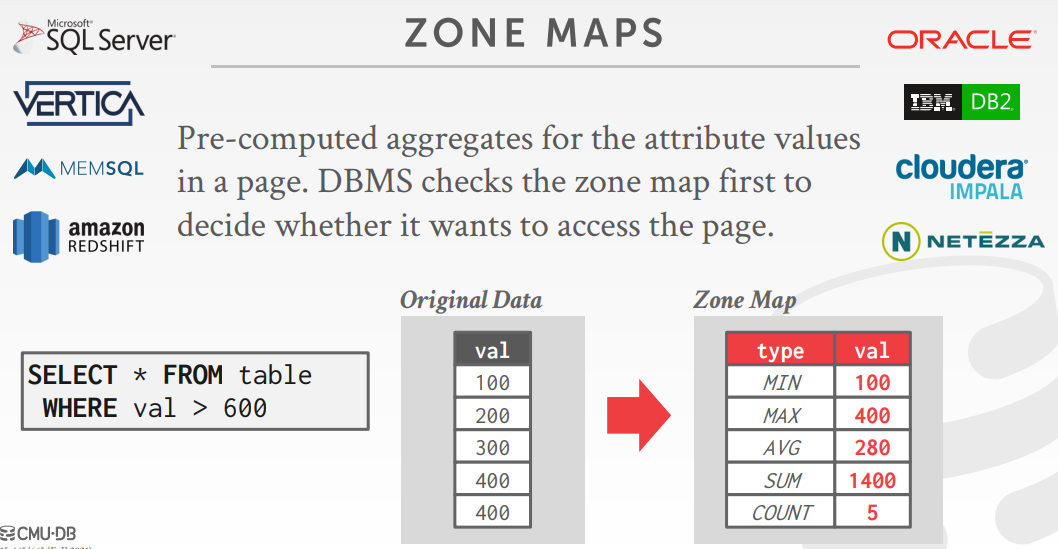 ZONE MAPS
Microsoft®
SQL Server®
VERTICA
MEMSQL
amazon
REDSHIFT
ORACLE®
IBM. DB2.
cloudera®
IMPALA
N NETEZZA
Pre-computed aggregates for the attribute values
in a page. DBMS checks the zone map first to
decide whether it wants to access the page.
SELECT * FROM table
WHERE val > 600
Original Data
val
100
200
300
400
400
Zone Map
type val
MIN 100
MAX 400
AVG 280
SUM 1400
COUNT 5
CMU·DB